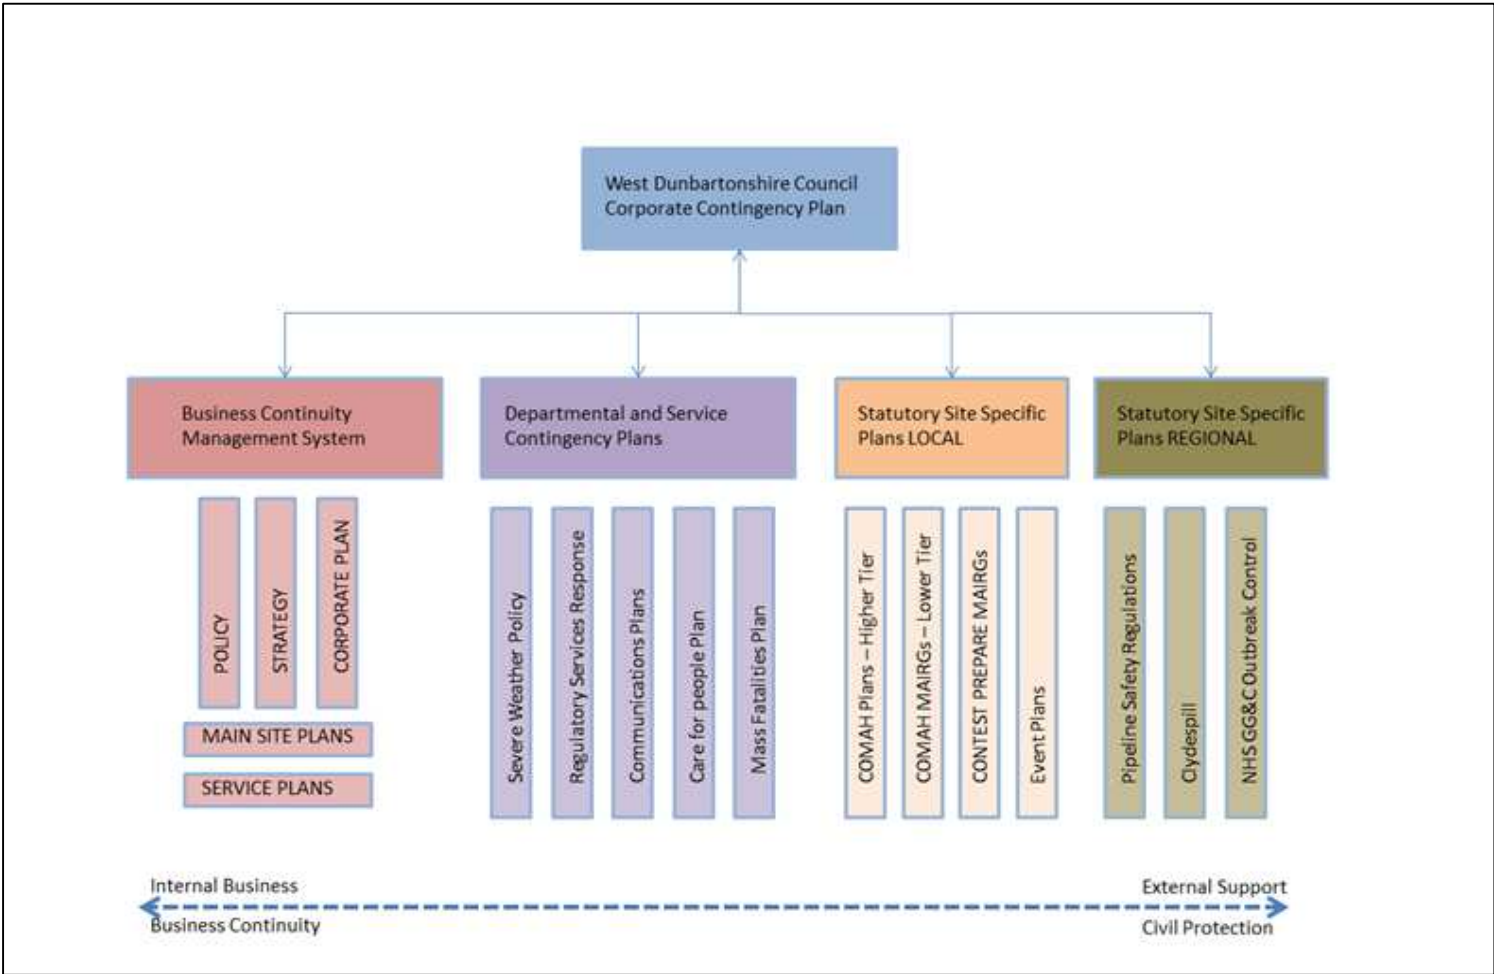 West Dunbartonshire Council
Corporate Contingency Plan
Business Continuity
Management System
Departmental and Service
Contingency Plans
Statutory Site Specific
Plans LOCAL
Statutory Site Specific
Plans REGIONAL
POLICY
STRATEGY
CORPORATE PLAN
MAIN SITE PLANS
SERVICE PLANS
Severe Weather Policy
Regulatory Services Response
Communications Plans
Care for people Plan
Mass Fatalities Plan
COMAH Plans – Higher Tier
COMAH MAIRGs – Lower Tier
CONTEST PREPARE MAIRGs
Event Plans
Pipeline Safety Regulations
Clydespill
NHS GG&C Outbreak Control
Internal Business
External Support
Business Continuity
Civil Protection